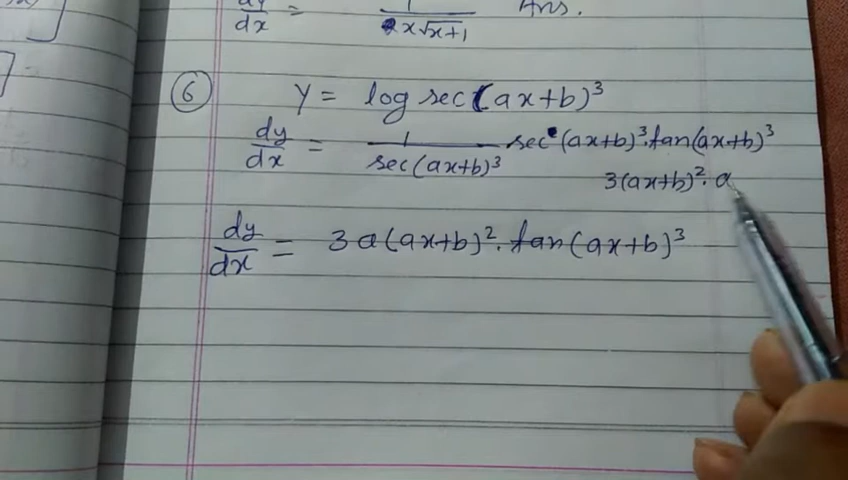 dy/dx = 1/x√x+1 Ans.
⑥ y = log sec(ax+b)³
dy/dx = 1/sec(ax+b)³ sec(ax+b)³·tan(ax+b)³
3(ax+b)²·a
dy/dx = 3a(ax+b)²·tan(ax+b)³